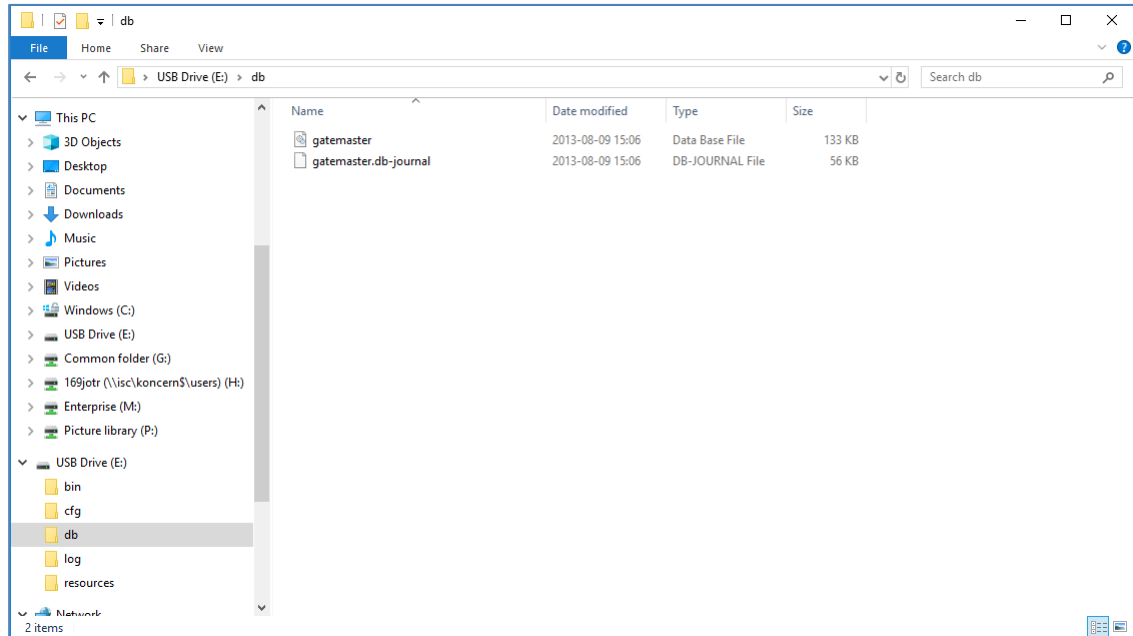 db
File Home Share View
USB Drive (E:) > db
Search db
Name Date modified Type Size
gatemaster 2013-08-09 15:06 Data Base File 133 KB
gatemaster.db-journal 2013-08-09 15:06 DB-JOURNAL File 56 KB
This PC
3D Objects
Desktop
Documents
Downloads
Music
Pictures
Videos
Windows (C:)
USB Drive (E:)
Common folder (G:)
169jotr (\\isc\koncern$\users) (H:)
Enterprise (M:)
Picture library (P:)
USB Drive (E:)
bin
cfg
db
log
resources
Network
2 items